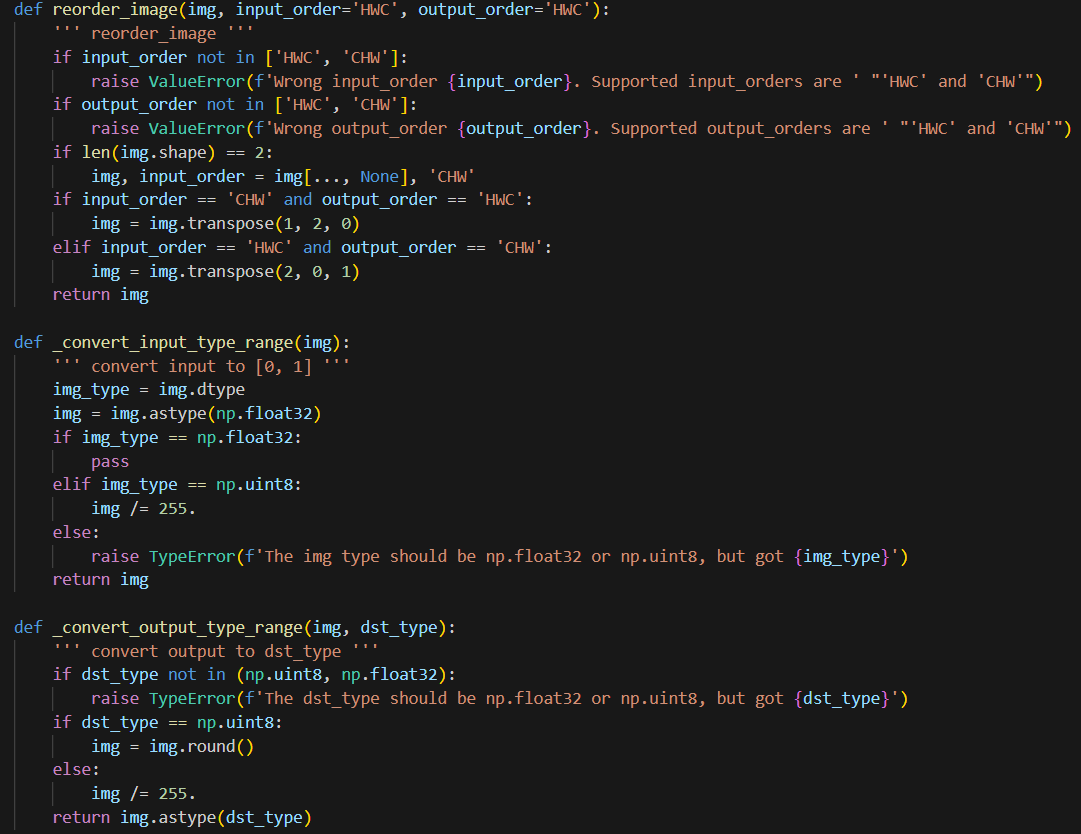 def reorder_image(img, input_order='HWC', output_order='HWC'):
    ''' reorder_image '''
    if input_order not in ['HWC', 'CHW']:
        raise ValueError(f'Wrong input_order {input_order}. Supported input_orders are ' "'HWC' and 'CHW'")
    if output_order not in ['HWC', 'CHW']:
        raise ValueError(f'Wrong output_order {output_order}. Supported output_orders are ' "'HWC' and 'CHW'")
    if len(img.shape) == 2:
        img, input_order = img[..., None], 'CHW'
    if input_order == 'CHW' and output_order == 'HWC':
        img = img.transpose(1, 2, 0)
    elif input_order == 'HWC' and output_order == 'CHW':
        img = img.transpose(2, 0, 1)
    return img

def _convert_input_type_range(img):
    ''' convert input to [0, 1] '''
    img_type = img.dtype
    img = img.astype(np.float32)
    if img_type == np.float32:
        pass
    elif img_type == np.uint8:
        img /= 255.
    else:
        raise TypeError(f'The img type should be np.float32 or np.uint8, but got {img_type}')
    return img

def _convert_output_type_range(img, dst_type):
    ''' convert output to dst_type '''
    if dst_type not in (np.uint8, np.float32):
        raise TypeError(f'The dst_type should be np.float32 or np.uint8, but got {dst_type}')
    if dst_type == np.uint8:
        img = img.round()
    else:
        img /= 255.
    return img.astype(dst_type)